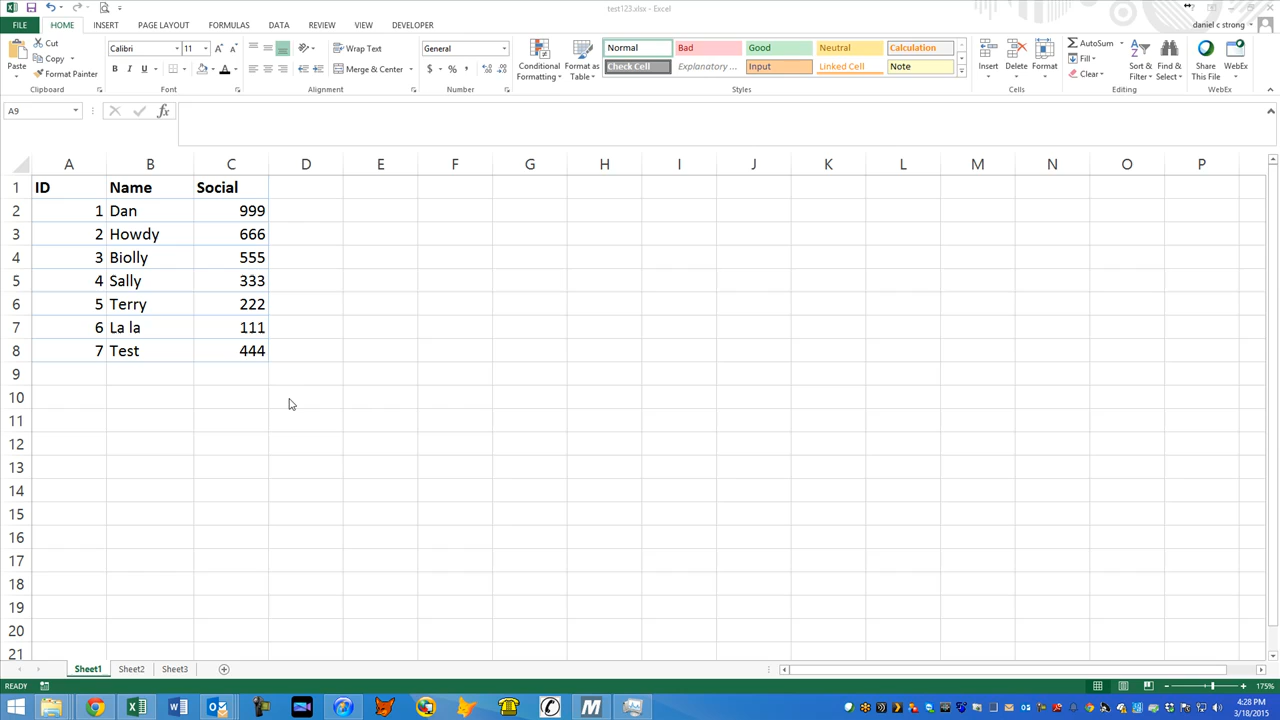 test123.xlsx - Excel
FILE HOME INSERT PAGE LAYOUT FORMULAS DATA REVIEW VIEW DEVELOPER daniel c strong
Paste Cut Copy Format Painter Clipboard
Calibri 11 B I U A A A Font
Wrap Text Merge & Center Alignment
General $ % , Number
Conditional Formatting Format as Table
Normal Bad Good Neutral Calculation
Check Cell Explanatory ... Input Linked Cell Note
Styles
Insert Delete Format Cells
AutoSum Fill Clear Sort & Filter Find & Select Editing
Share This File WebEx WebEx
A9 fx
A B C D E F G H I J K L M N O P
1 ID Name Social
2 1 Dan 999
3 2 Howdy 666
4 3 Biolly 555
5 4 Sally 333
6 5 Terry 222
7 6 La la 111
8 7 Test 444
9
10
11
12
13
14
15
16
17
18
19
20
21
Sheet1 Sheet2 Sheet3
READY 175%
4:28 PM
3/18/2015